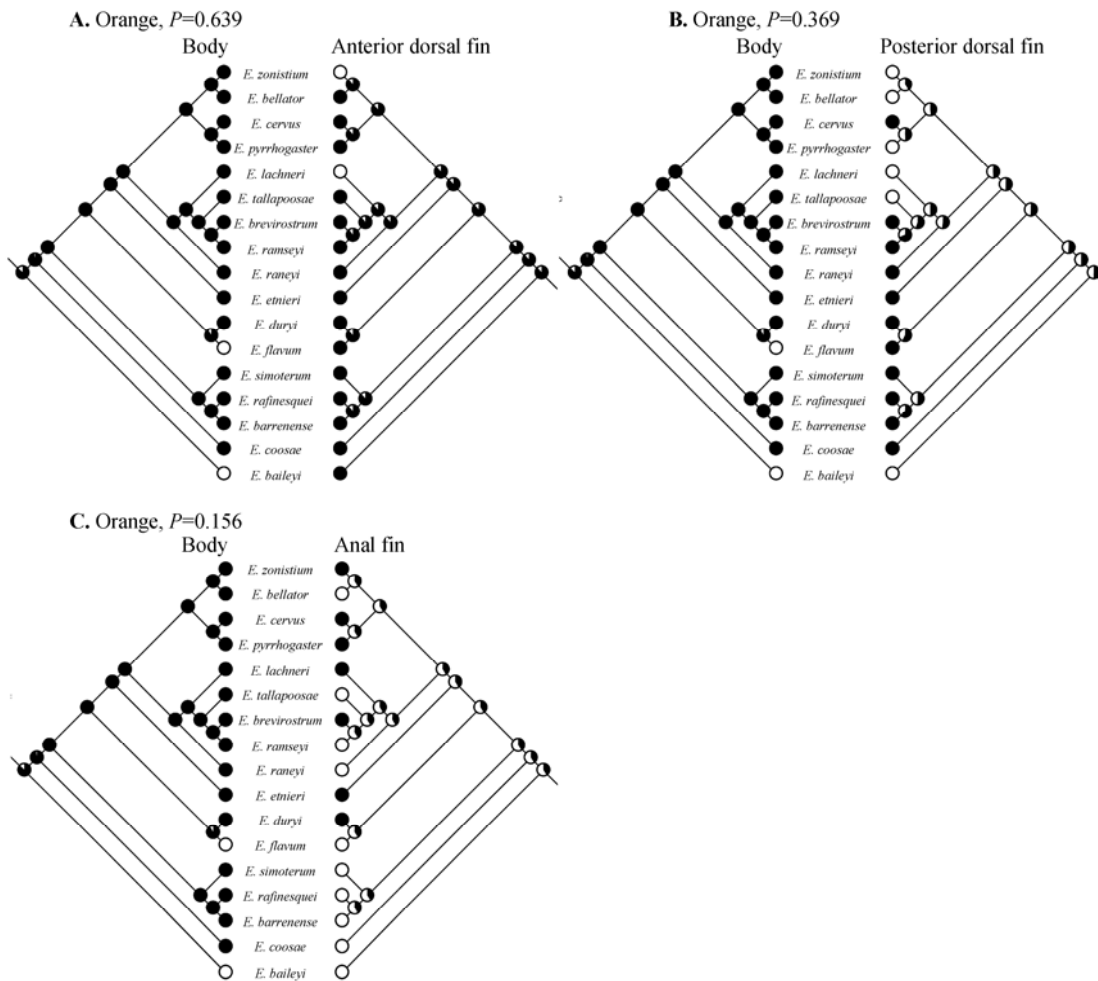 A. Orange, P=0.639
Body Anterior dorsal fin
E. zonistium
E. bellator
E. cervus
E. pyrrhogaster
E. lachneri
E. tallapoosae
E. brevirostrum
E. ramseyi
E. raneyi
E. etnieri
E. duryi
E. flavum
E. simoterum
E. rafinesquei
E. barrenense
E. coosae
E. baileyi
B. Orange, P=0.369
Body Posterior dorsal fin
E. zonistium
E. bellator
E. cervus
E. pyrrhogaster
E. lachneri
E. tallapoosae
E. brevirostrum
E. ramseyi
E. raneyi
E. etnieri
E. duryi
E. flavum
E. simoterum
E. rafinesquei
E. barrenense
E. coosae
E. baileyi
C. Orange, P=0.156
Body Anal fin
E. zonistium
E. bellator
E. cervus
E. pyrrhogaster
E. lachneri
E. tallapoosae
E. brevirostrum
E. ramseyi
E. raneyi
E. etnieri
E. duryi
E. flavum
E. simoterum
E. rafinesquei
E. barrenense
E. coosae
E. baileyi